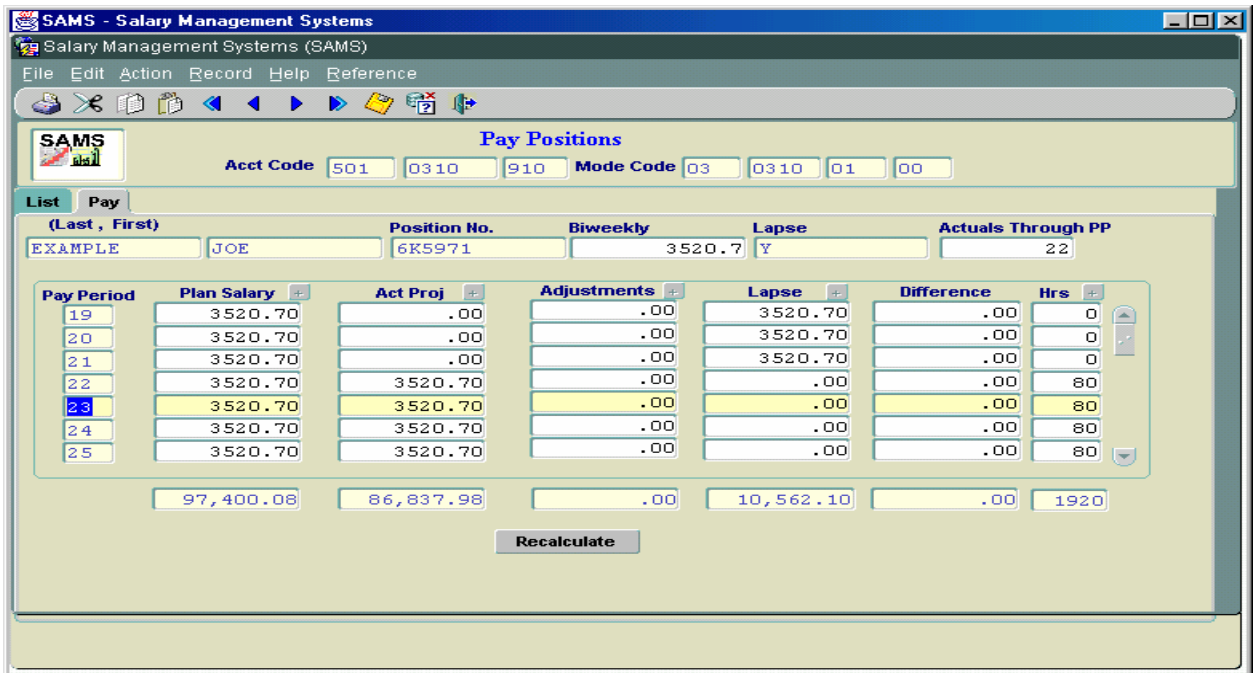 SAMS - Salary Management Systems
Salary Management Systems (SAMS)
File Edit Action Record Help Reference
SAMS
Pay Positions
Acct Code 501 0310 910 Mode Code 03 0310 01 00
List Pay
(Last , First) Position No. Biweekly Lapse Actuals Through PP
EXAMPLE JOE 6K5971 3520.7 Y 22
Pay Period Plan Salary + Act Proj + Adjustments + Lapse + Difference Hrs +
19 3520.70 .00 .00 3520.70 .00 0
20 3520.70 .00 .00 3520.70 .00 0
21 3520.70 .00 .00 3520.70 .00 0
22 3520.70 3520.70 .00 .00 .00 80
23 3520.70 3520.70 .00 .00 .00 80
24 3520.70 3520.70 .00 .00 .00 80
25 3520.70 3520.70 .00 .00 .00 80
97,400.08 86,837.98 .00 10,562.10 .00 1920
Recalculate